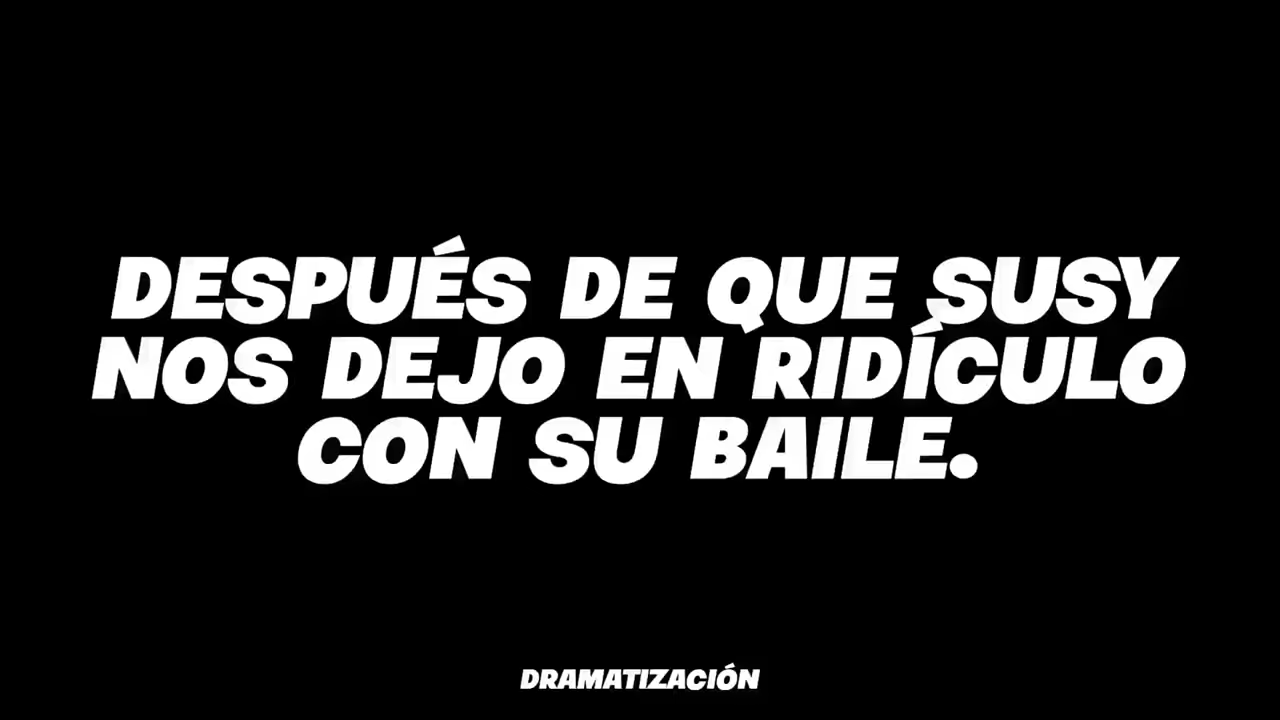 DESPUÉS DE QUE SUSY
NOS DEJO EN RIDÍCULO
CON SU BAILE.
DRAMATIZACIÓN